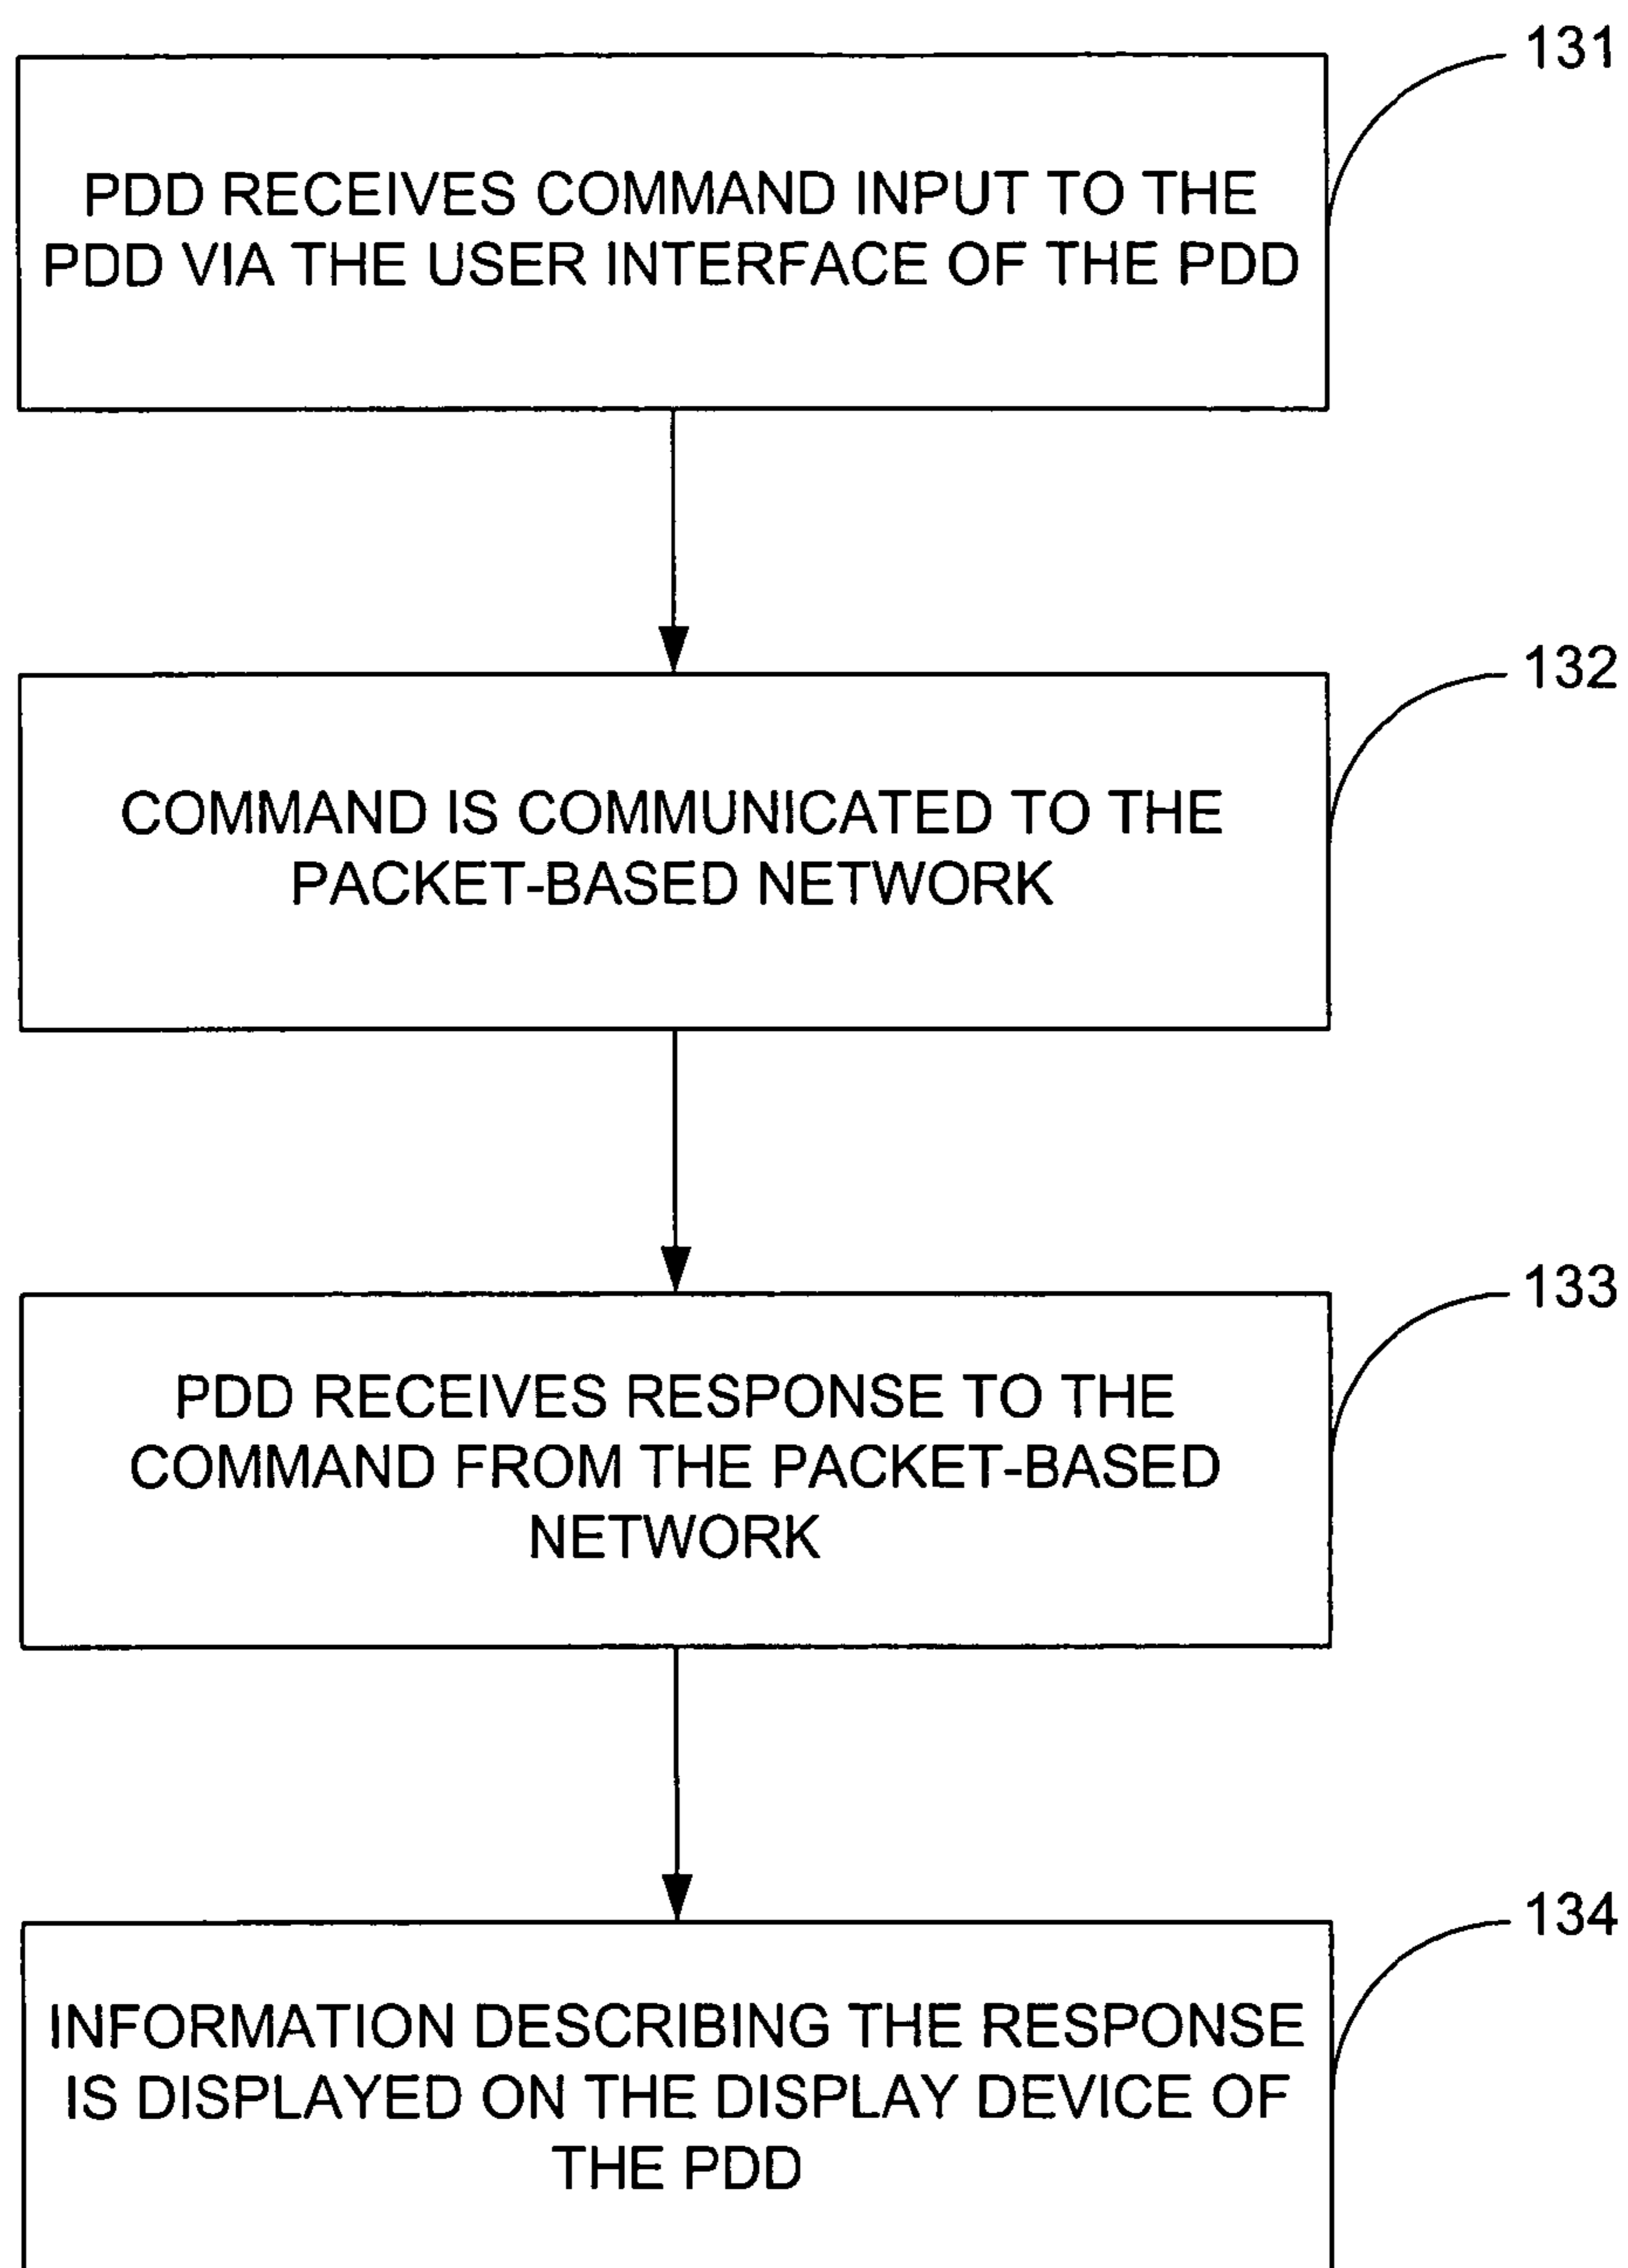 131
PDD RECEIVES COMMAND INPUT TO THE
PDD VIA THE USER INTERFACE OF THE PDD
132
COMMAND IS COMMUNICATED TO THE
PACKET-BASED NETWORK
133
PDD RECEIVES RESPONSE TO THE
COMMAND FROM THE PACKET-BASED
NETWORK
134
INFORMATION DESCRIBING THE RESPONSE
IS DISPLAYED ON THE DISPLAY DEVICE OF
THE PDD